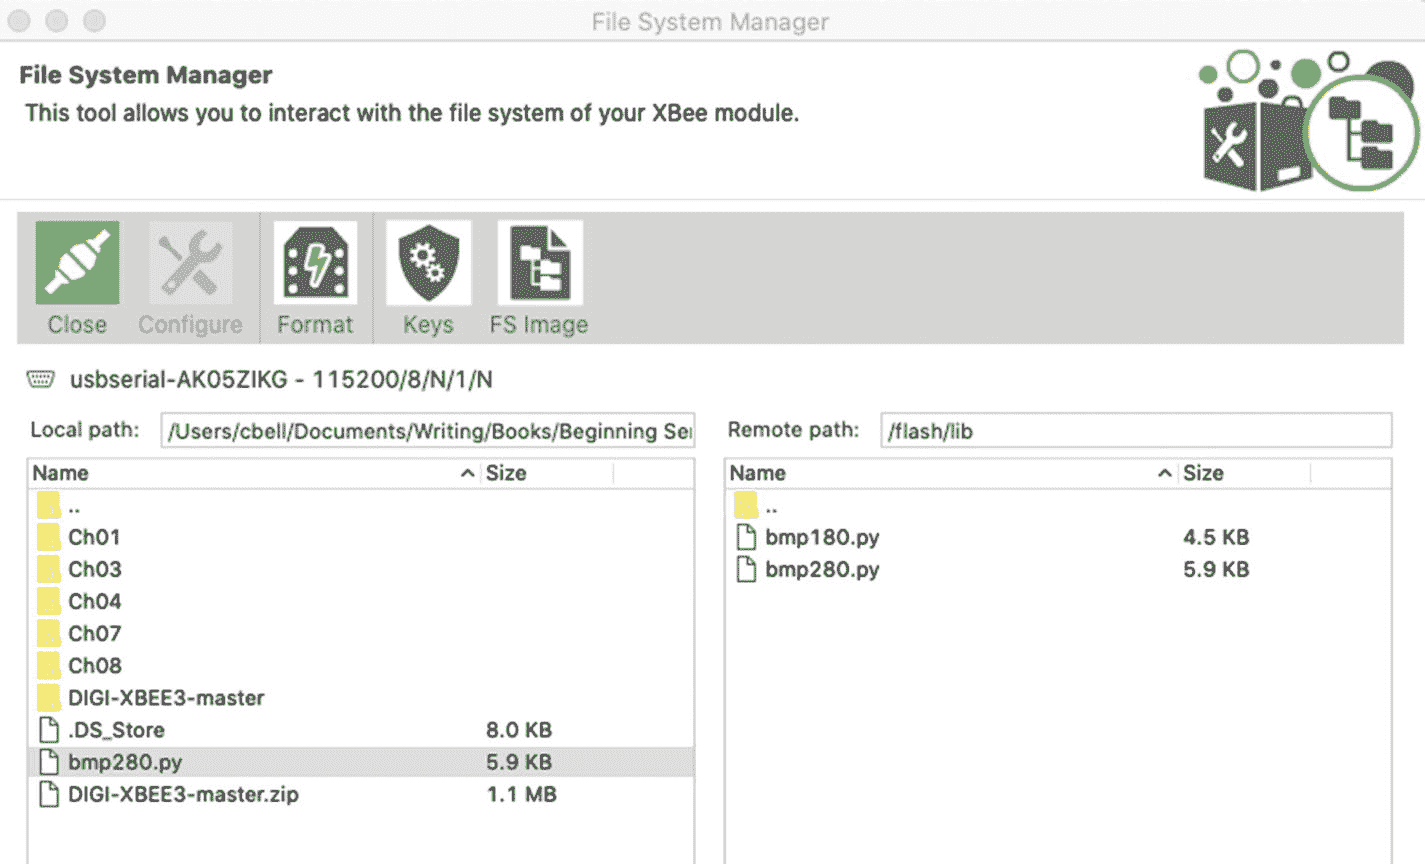 File System Manager
File System Manager
This tool allows you to interact with the file system of your XBee module.
Close Configure Format Keys FS Image
usbserial-AK05ZIKG - 115200/8/N/1/N
Local path: /Users/cbell/Documents/Writing/Books/Beginning Remote path: /flash/lib
Name Size Name Size
.. ..
Ch01 bmp180.py 4.5 KB
Ch03 bmp280.py 5.9 KB
Ch04
Ch07
Ch08
DIGI-XBEE3-master
.DS_Store 8.0 KB
bmp280.py 5.9 KB
DIGI-XBEE3-master.zip 1.1 MB